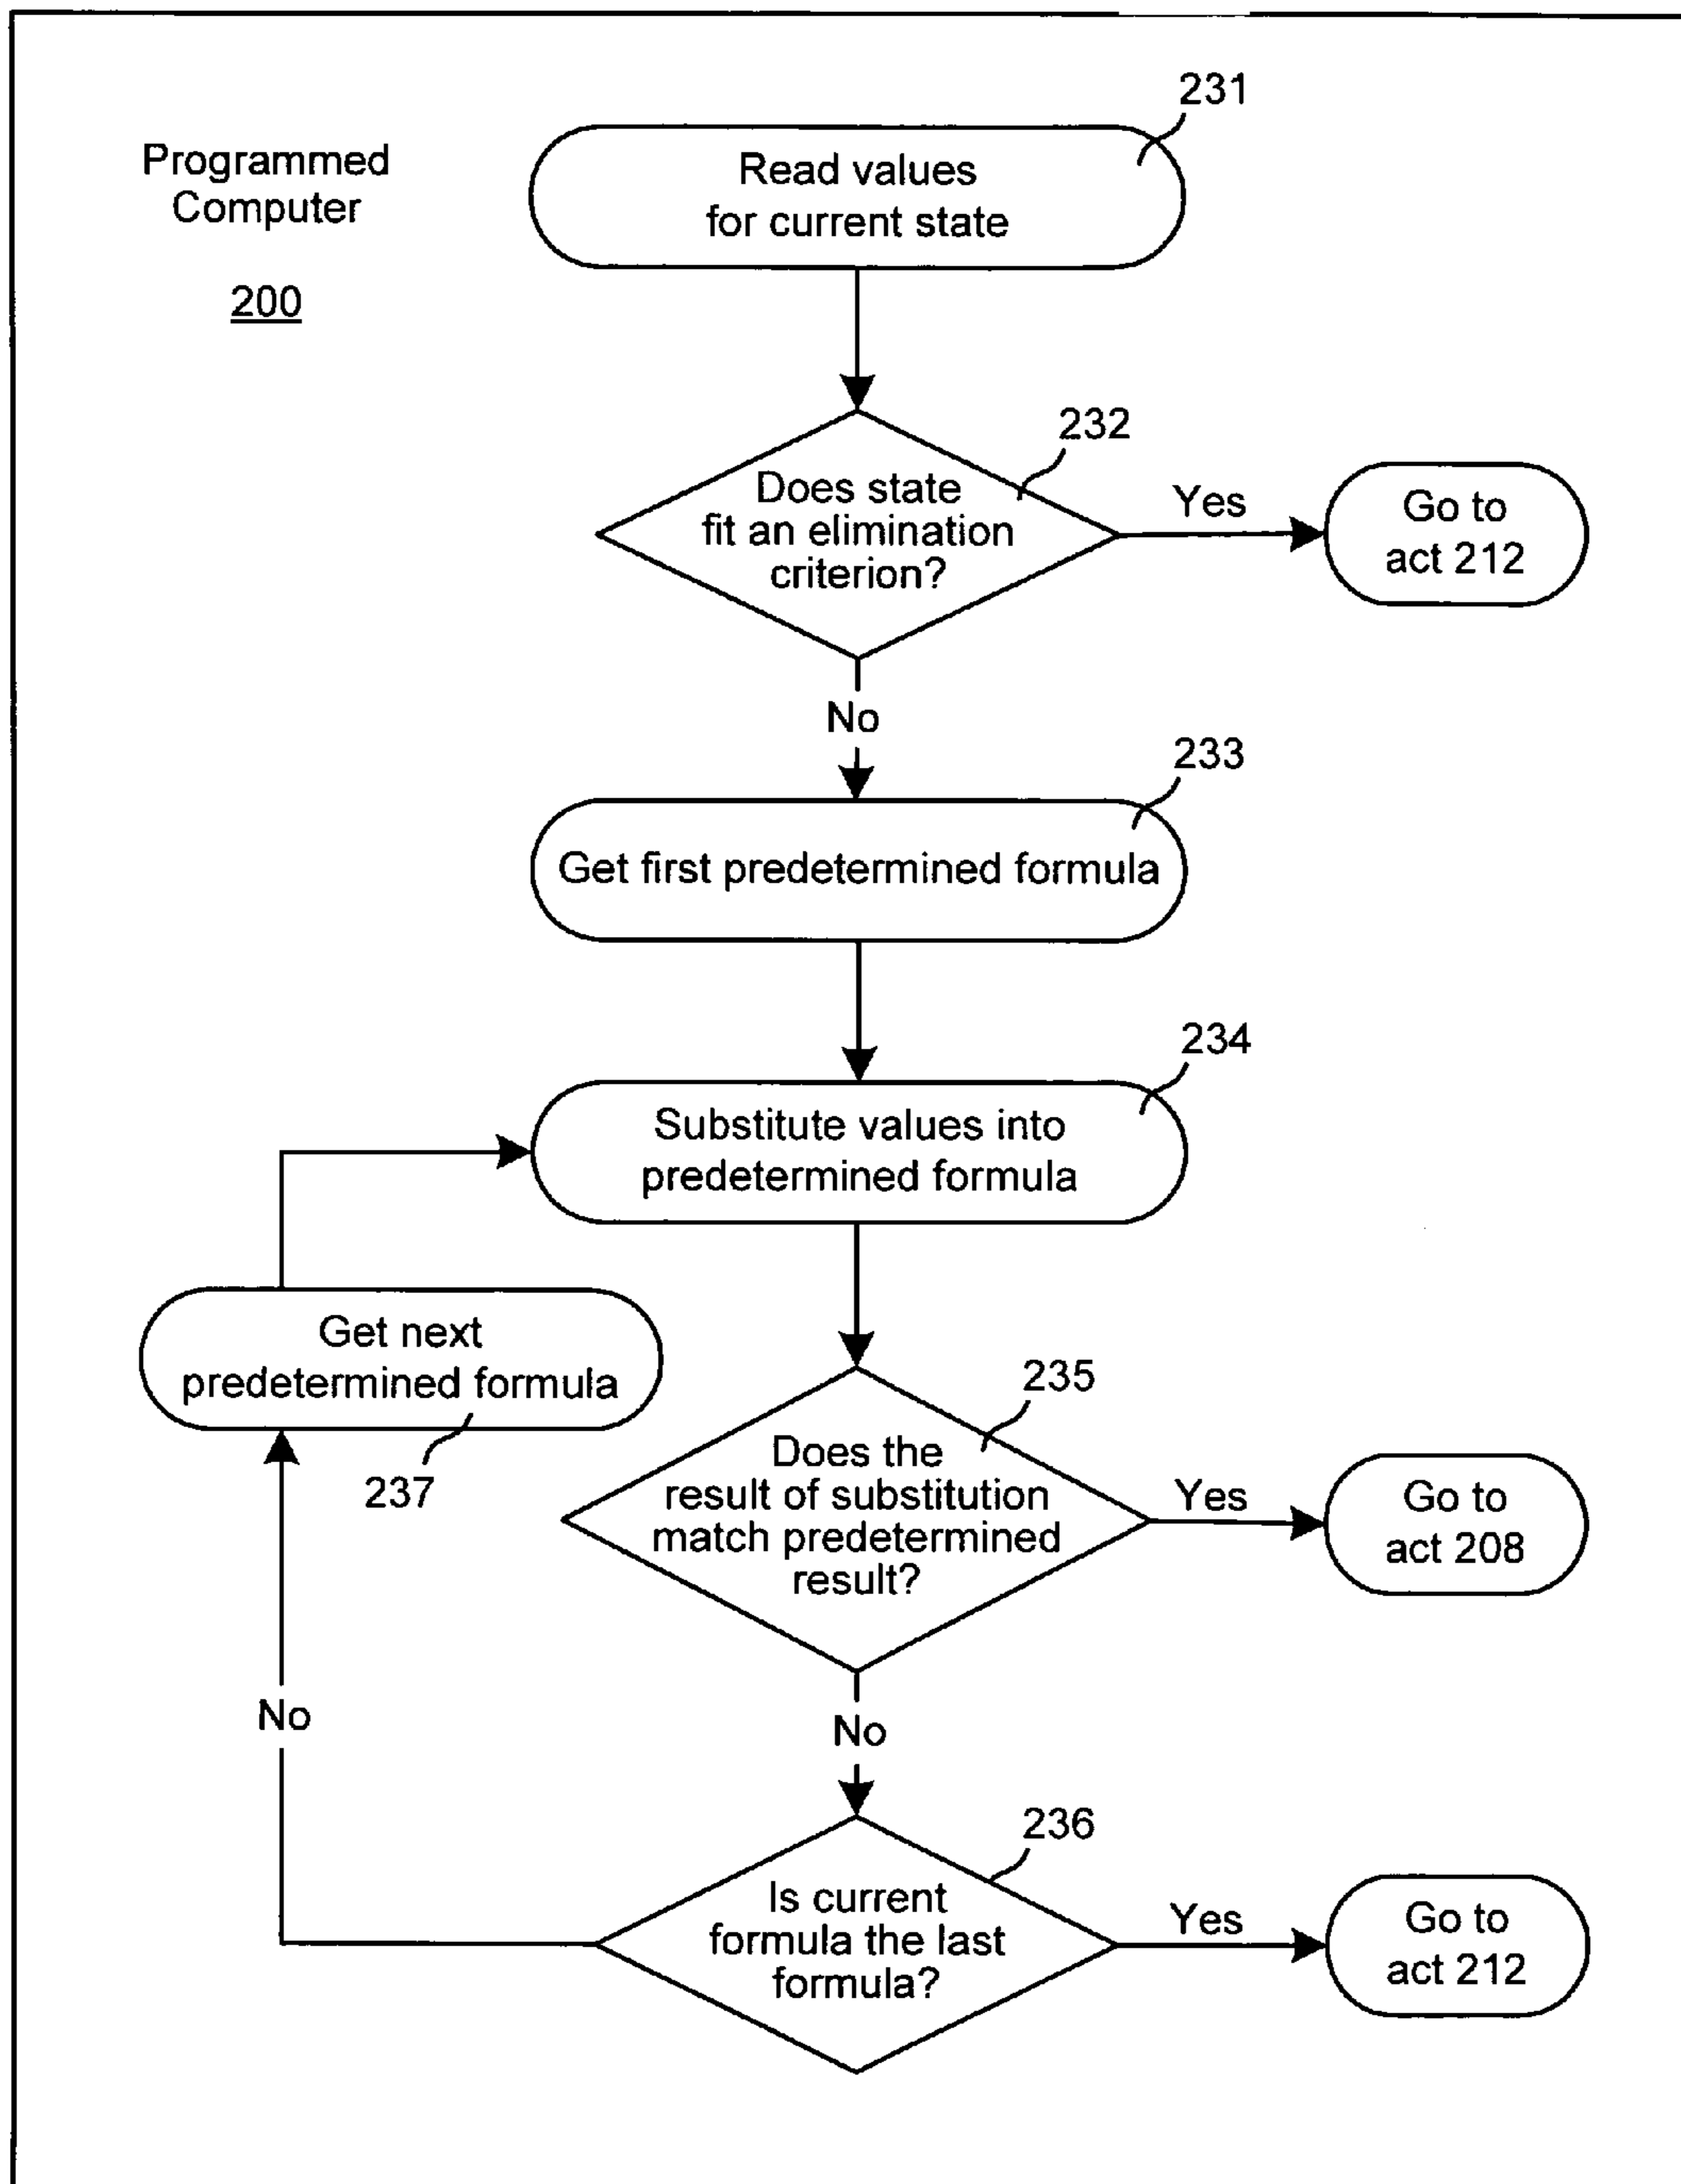 Programmed
Computer
200
231
Read values
for current state
232
Does state
fit an elimination
criterion?
Yes
Go to
act 212
No
233
Get first predetermined formula
234
Substitute values into
predetermined formula
Get next
predetermined formula
237
235
Does the
result of substitution
match predetermined
result?
Yes
Go to
act 208
No
No
236
Is current
formula the last
formula?
Yes
Go to
act 212